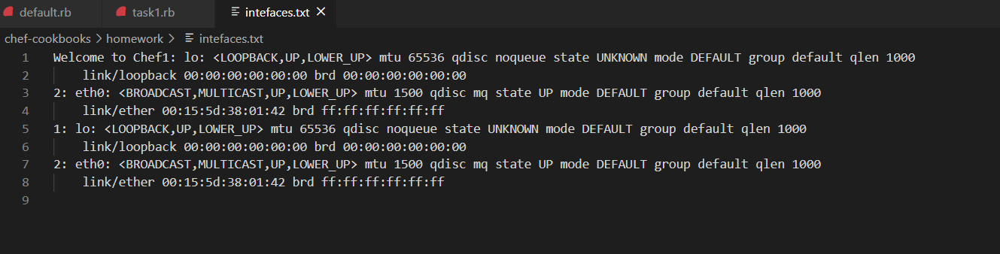 default.rb task1.rb intefaces.txt
chef-cookbooks > homework > intefaces.txt
1 Welcome to Chef1: lo: <LOOPBACK,UP,LOWER_UP> mtu 65536 qdisc noqueue state UNKNOWN mode DEFAULT group default qlen 1000
2 link/loopback 00:00:00:00:00:00 brd 00:00:00:00:00:00
3 2: eth0: <BROADCAST,MULTICAST,UP,LOWER_UP> mtu 1500 qdisc mq state UP mode DEFAULT group default qlen 1000
4 link/ether 00:15:5d:38:01:42 brd ff:ff:ff:ff:ff:ff
5 1: lo: <LOOPBACK,UP,LOWER_UP> mtu 65536 qdisc noqueue state UNKNOWN mode DEFAULT group default qlen 1000
6 link/loopback 00:00:00:00:00:00 brd 00:00:00:00:00:00
7 2: eth0: <BROADCAST,MULTICAST,UP,LOWER_UP> mtu 1500 qdisc mq state UP mode DEFAULT group default qlen 1000
8 link/ether 00:15:5d:38:01:42 brd ff:ff:ff:ff:ff:ff
9